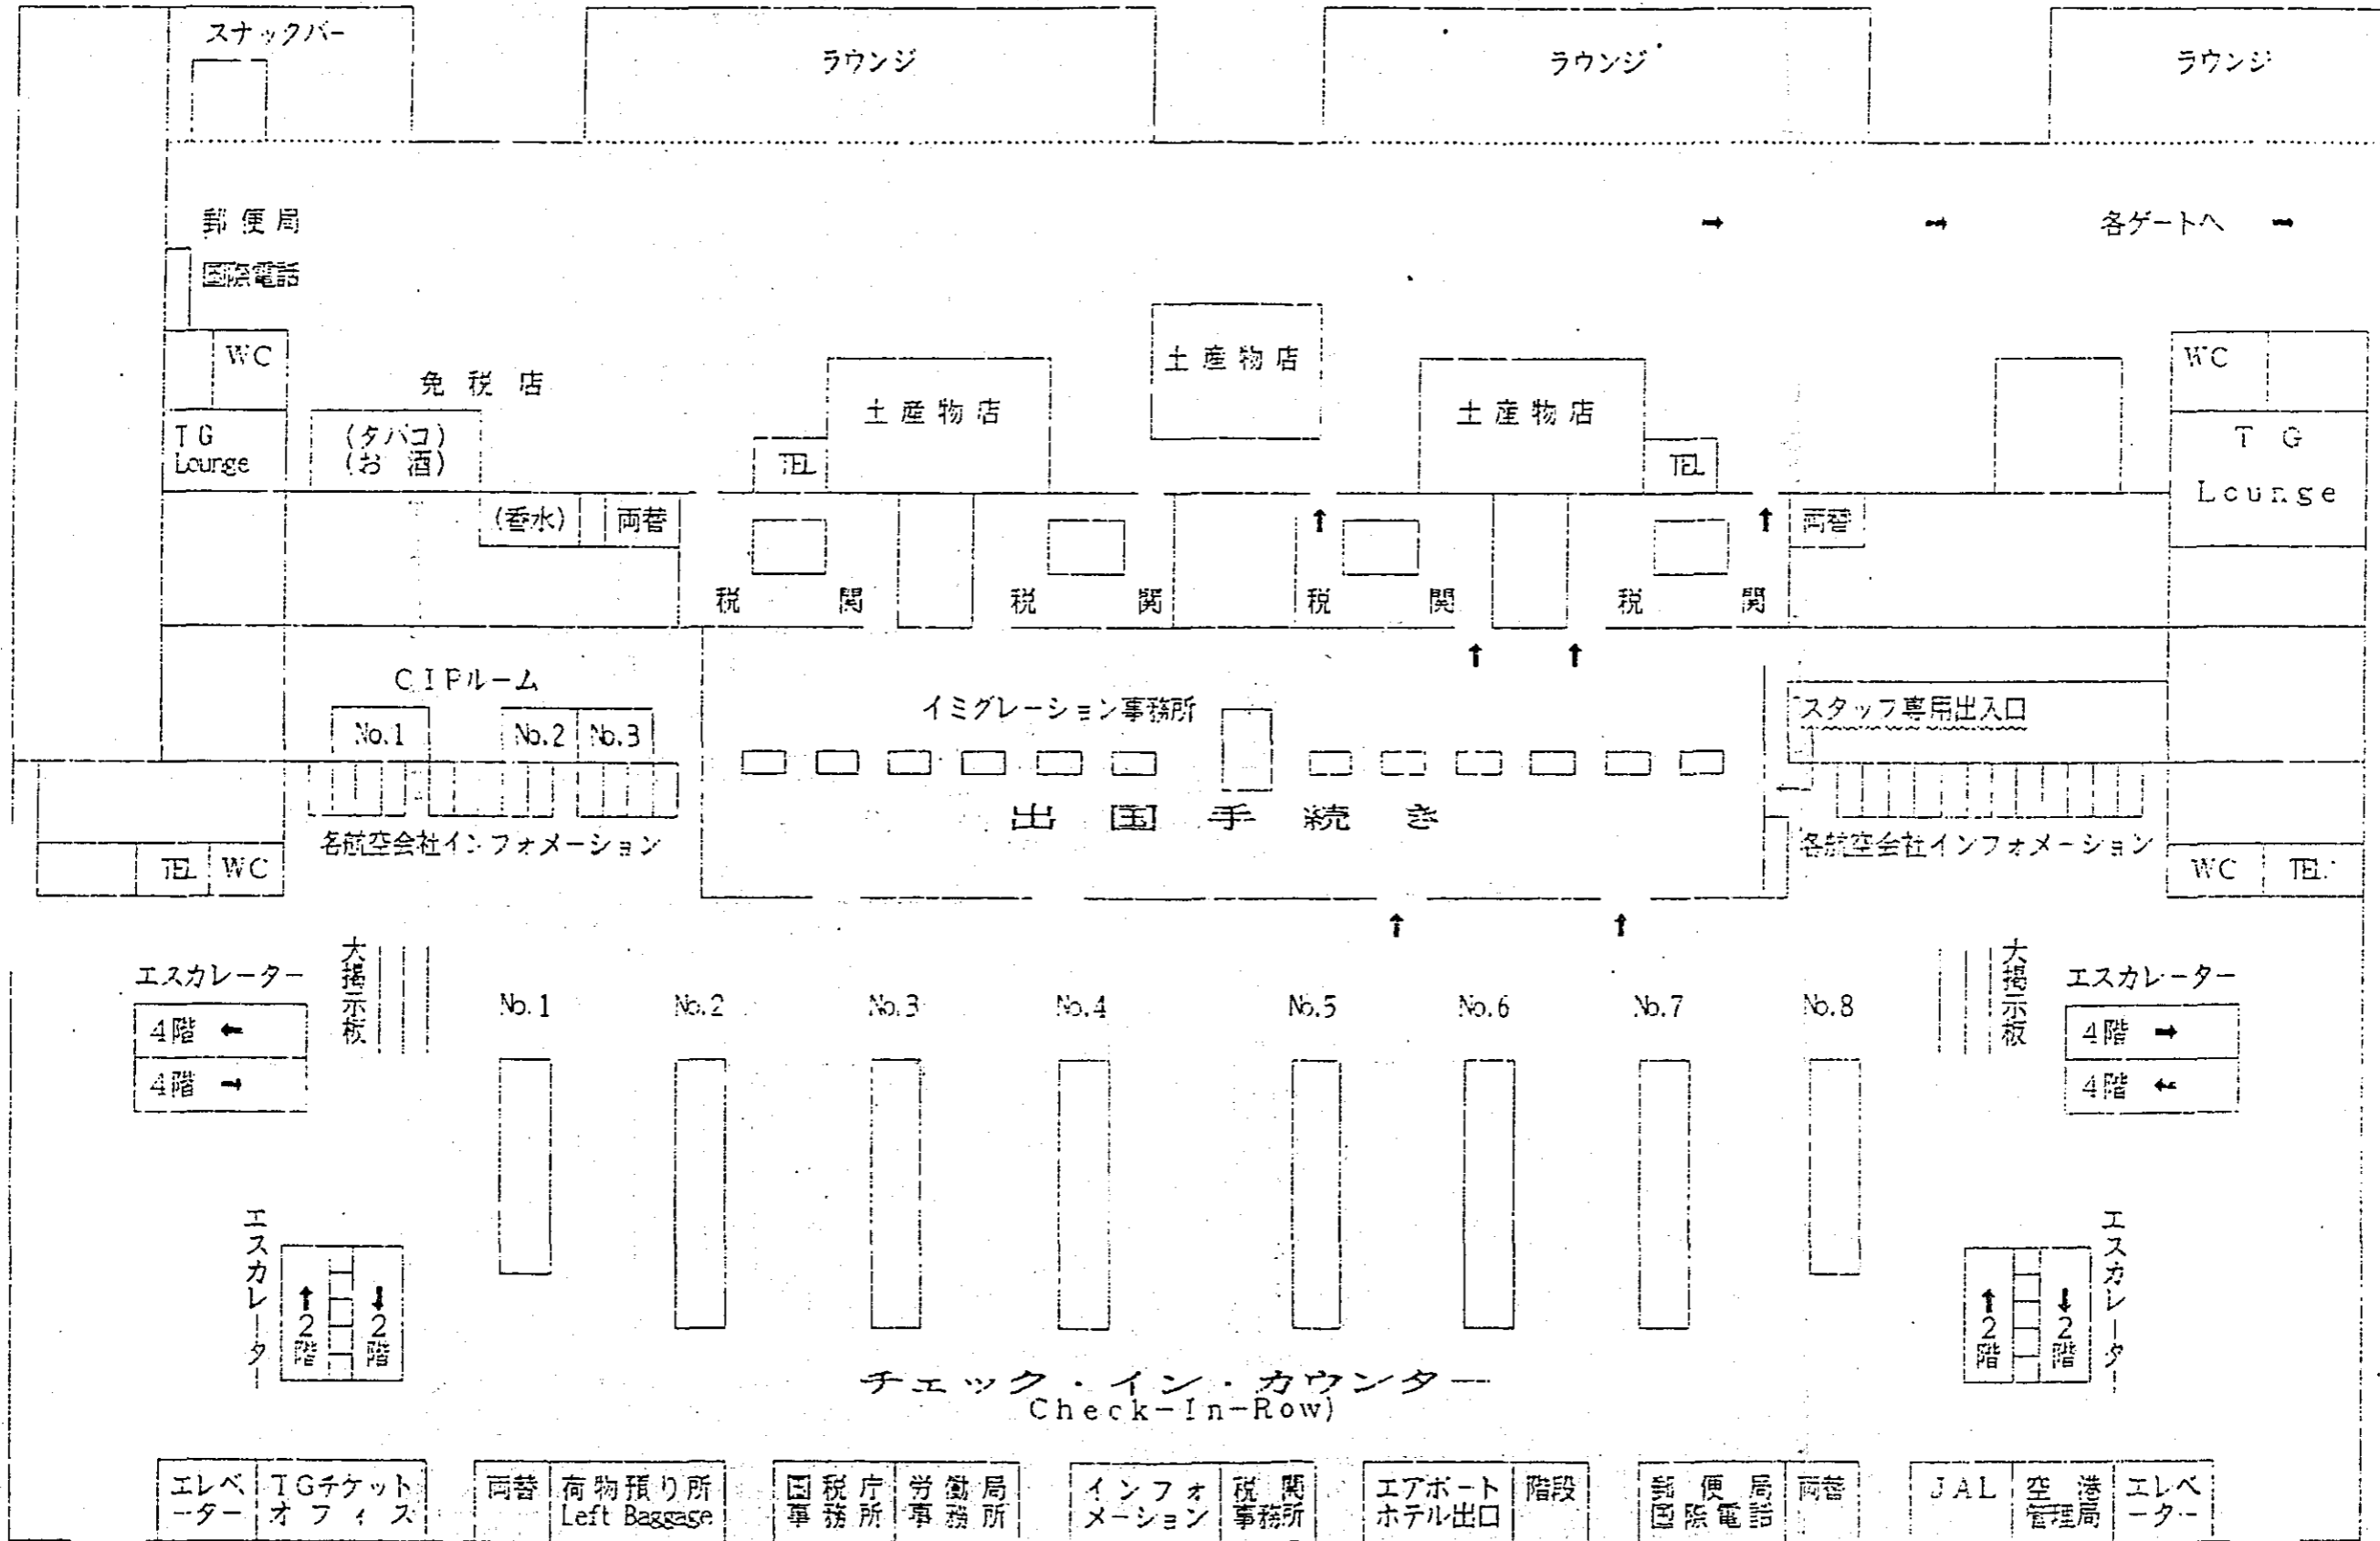 スナックバー
ラウンジ
ラウンジ
ラウンジ
郵便局
国際電話
→ → 各ゲートへ →
WC
免税店
土産物店
土産物店
土産物店
WC
TG
Lounge
(タバコ)
(お酒)
TEL
TEL
TG
Lounge
(香水)
両替
↑
↑
両替
税関
税関
税関
税関
↑
↑
CIPルーム
イミグレーション事務所
スタッフ専用出入口
No.1
No.2
No.3
出国手続き
各航空会社インフォメーション
各航空会社インフォメーション
TEL
WC
WC
TEL
↑
↑
エスカレーター
大掲示板
大掲示板
エスカレーター
4階 ←
4階 →
No.1
No.2
No.3
No.4
No.5
No.6
No.7
No.8
4階 →
4階 ←
エスカレーター
↑2階
↓2階
↑2階
↓2階
エスカレーター
チェック・イン・カウンター
Check-In-Row)
エレベーター
TGチケット
オフィス
両替
荷物預り所
Left Baggage
国税庁
事務所
労働局
事務所
インフォ
メーション
税関
事務所
エアポート
ホテル出口
階段
郵便局
国際電話
両替
JAL
空港
管理局
エレベ
ーター